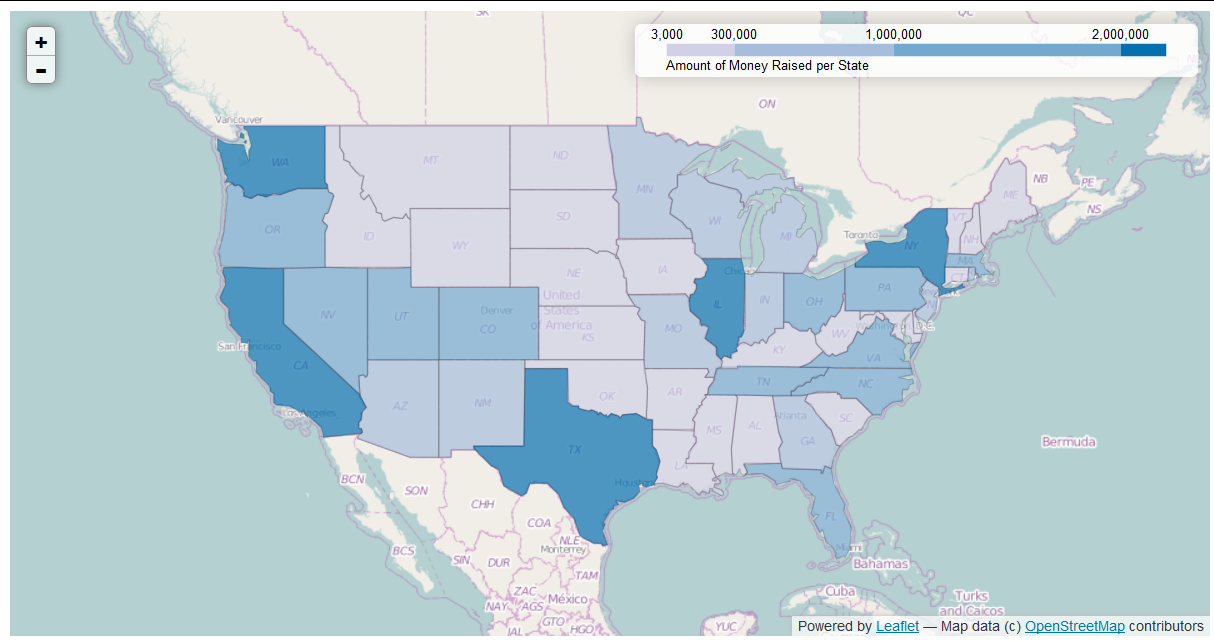 +
-
3,000 300,000 1,000,000 2,000,000
Amount of Money Raised per State
SK
QC
ON
Vancouver
NB
PE
NS
WA
MT
ND
MN
ME
VT
NH
OR
ID
SD
WI
MI
Toronto
NY
MA
CT
WY
IA
Chic
NE
IL
IN
OH
PA
NJ
United
States
of America
NV
UT
Denver
CO
KS
MO
WV
Washington, D.C.
KY
VA
San Francisco
CA
TN
NC
AZ
NM
OK
AR
SC
Atlanta
Los Angeles
MS
AL
GA
TX
LA
Bermuda
Houston
BCN
SON
CHH
COA
FL
NLE
Monterrey
Miami
BCS
SIN
DUR
TAM
Bahamas
ZAC
NAY
AGS
México
Cuba
Turks
and Caicos
JAL
GTO
HGO
YUC
Powered by Leaflet — Map data (c) OpenStreetMap contributors